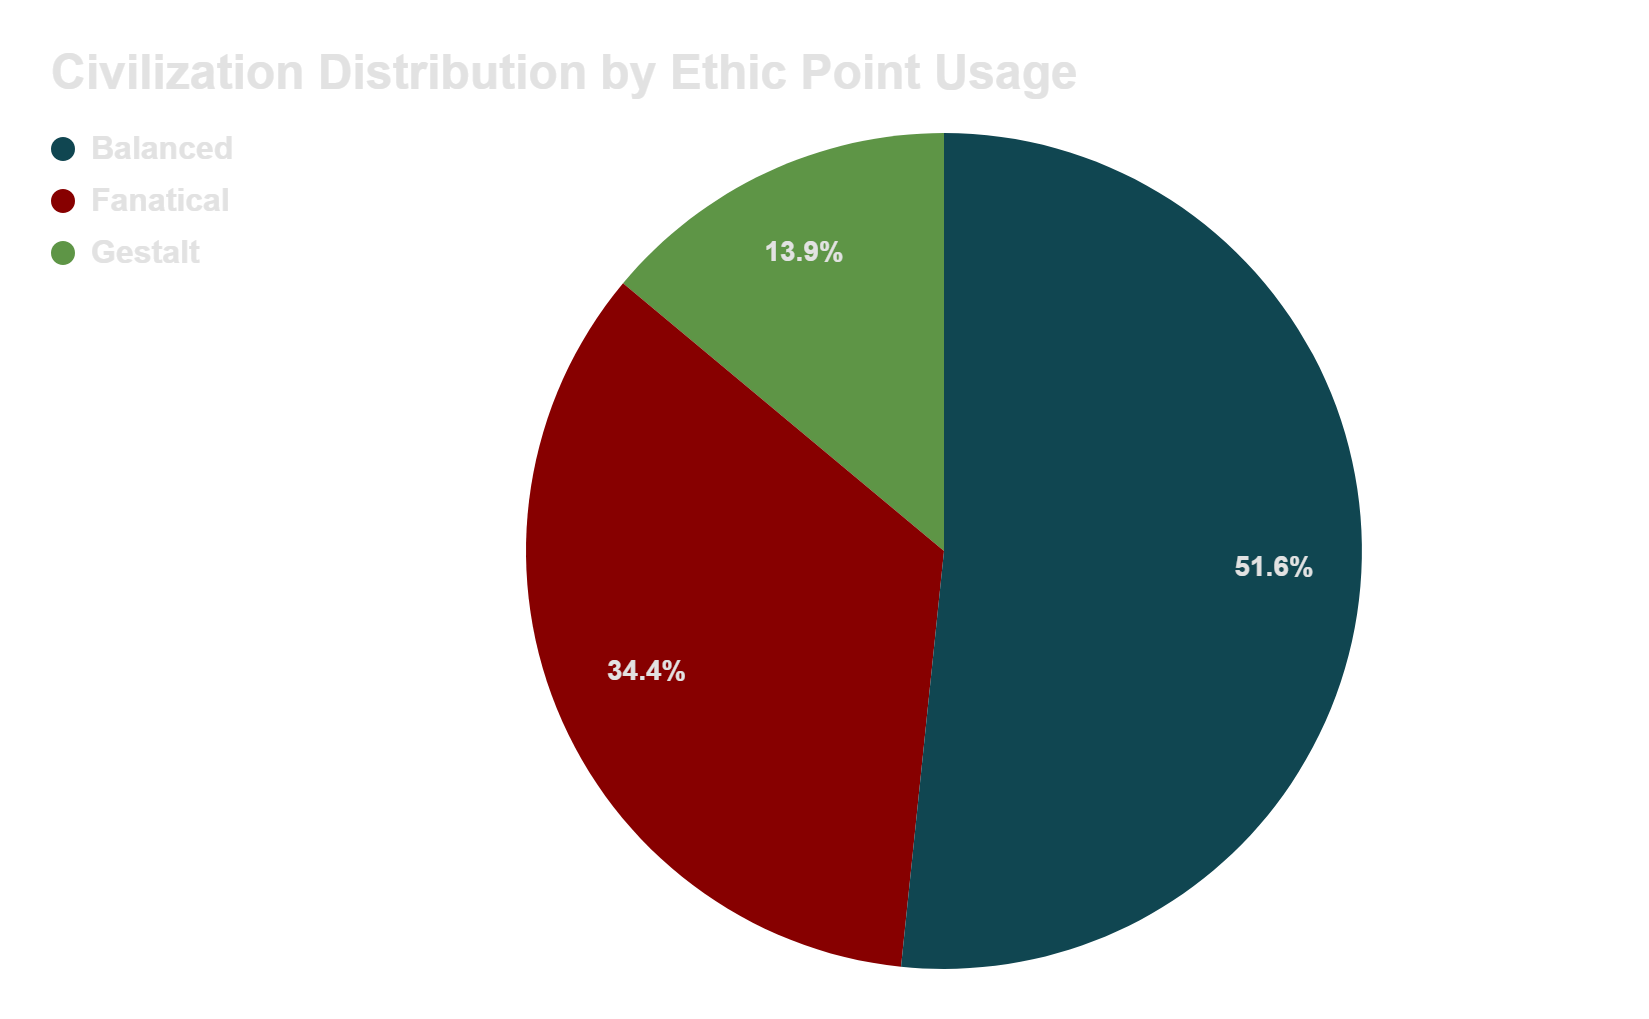 Civilization Distribution by Ethic Point Usage
Balanced
Fanatical
Gestalt
13.9%
51.6%
34.4%